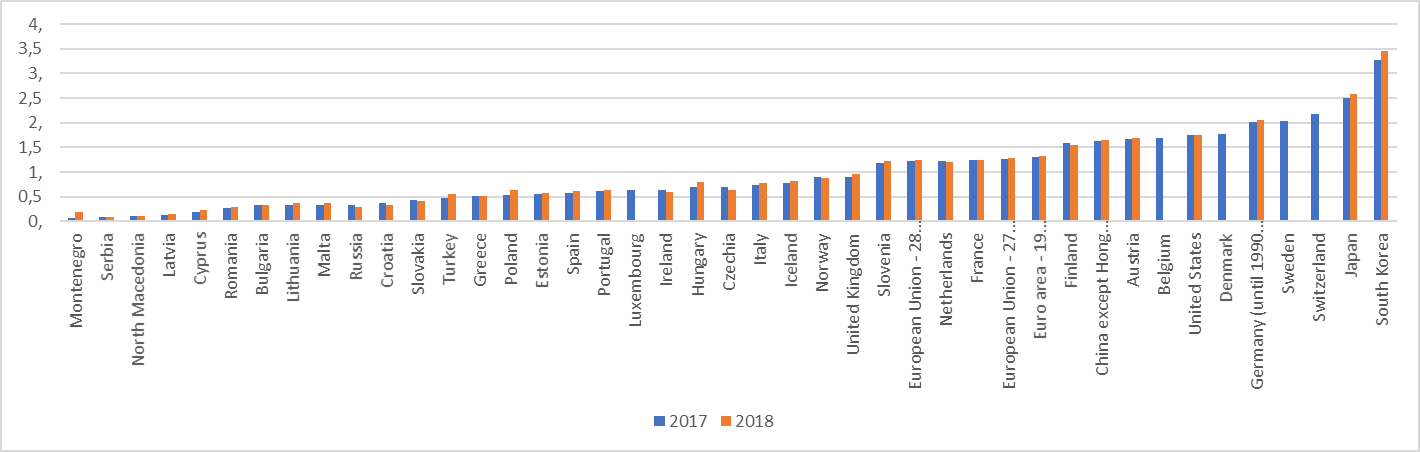 4,
3,5
3,
2,5
2,
1,5
1,
0,5
0,
Montenegro
Serbia
North Macedonia
Latvia
Cyprus
Romania
Bulgaria
Lithuania
Malta
Russia
Croatia
Slovakia
Turkey
Greece
Poland
Estonia
Spain
Portugal
Luxembourg
Ireland
Hungary
Czechia
Italy
Iceland
Norway
United Kingdom
Slovenia
European Union - 28…
Netherlands
France
European Union - 27…
Euro area - 19…
Finland
China except Hong…
Austria
Belgium
United States
Denmark
Germany (until 1990…
Sweden
Switzerland
Japan
South Korea
2017 2018